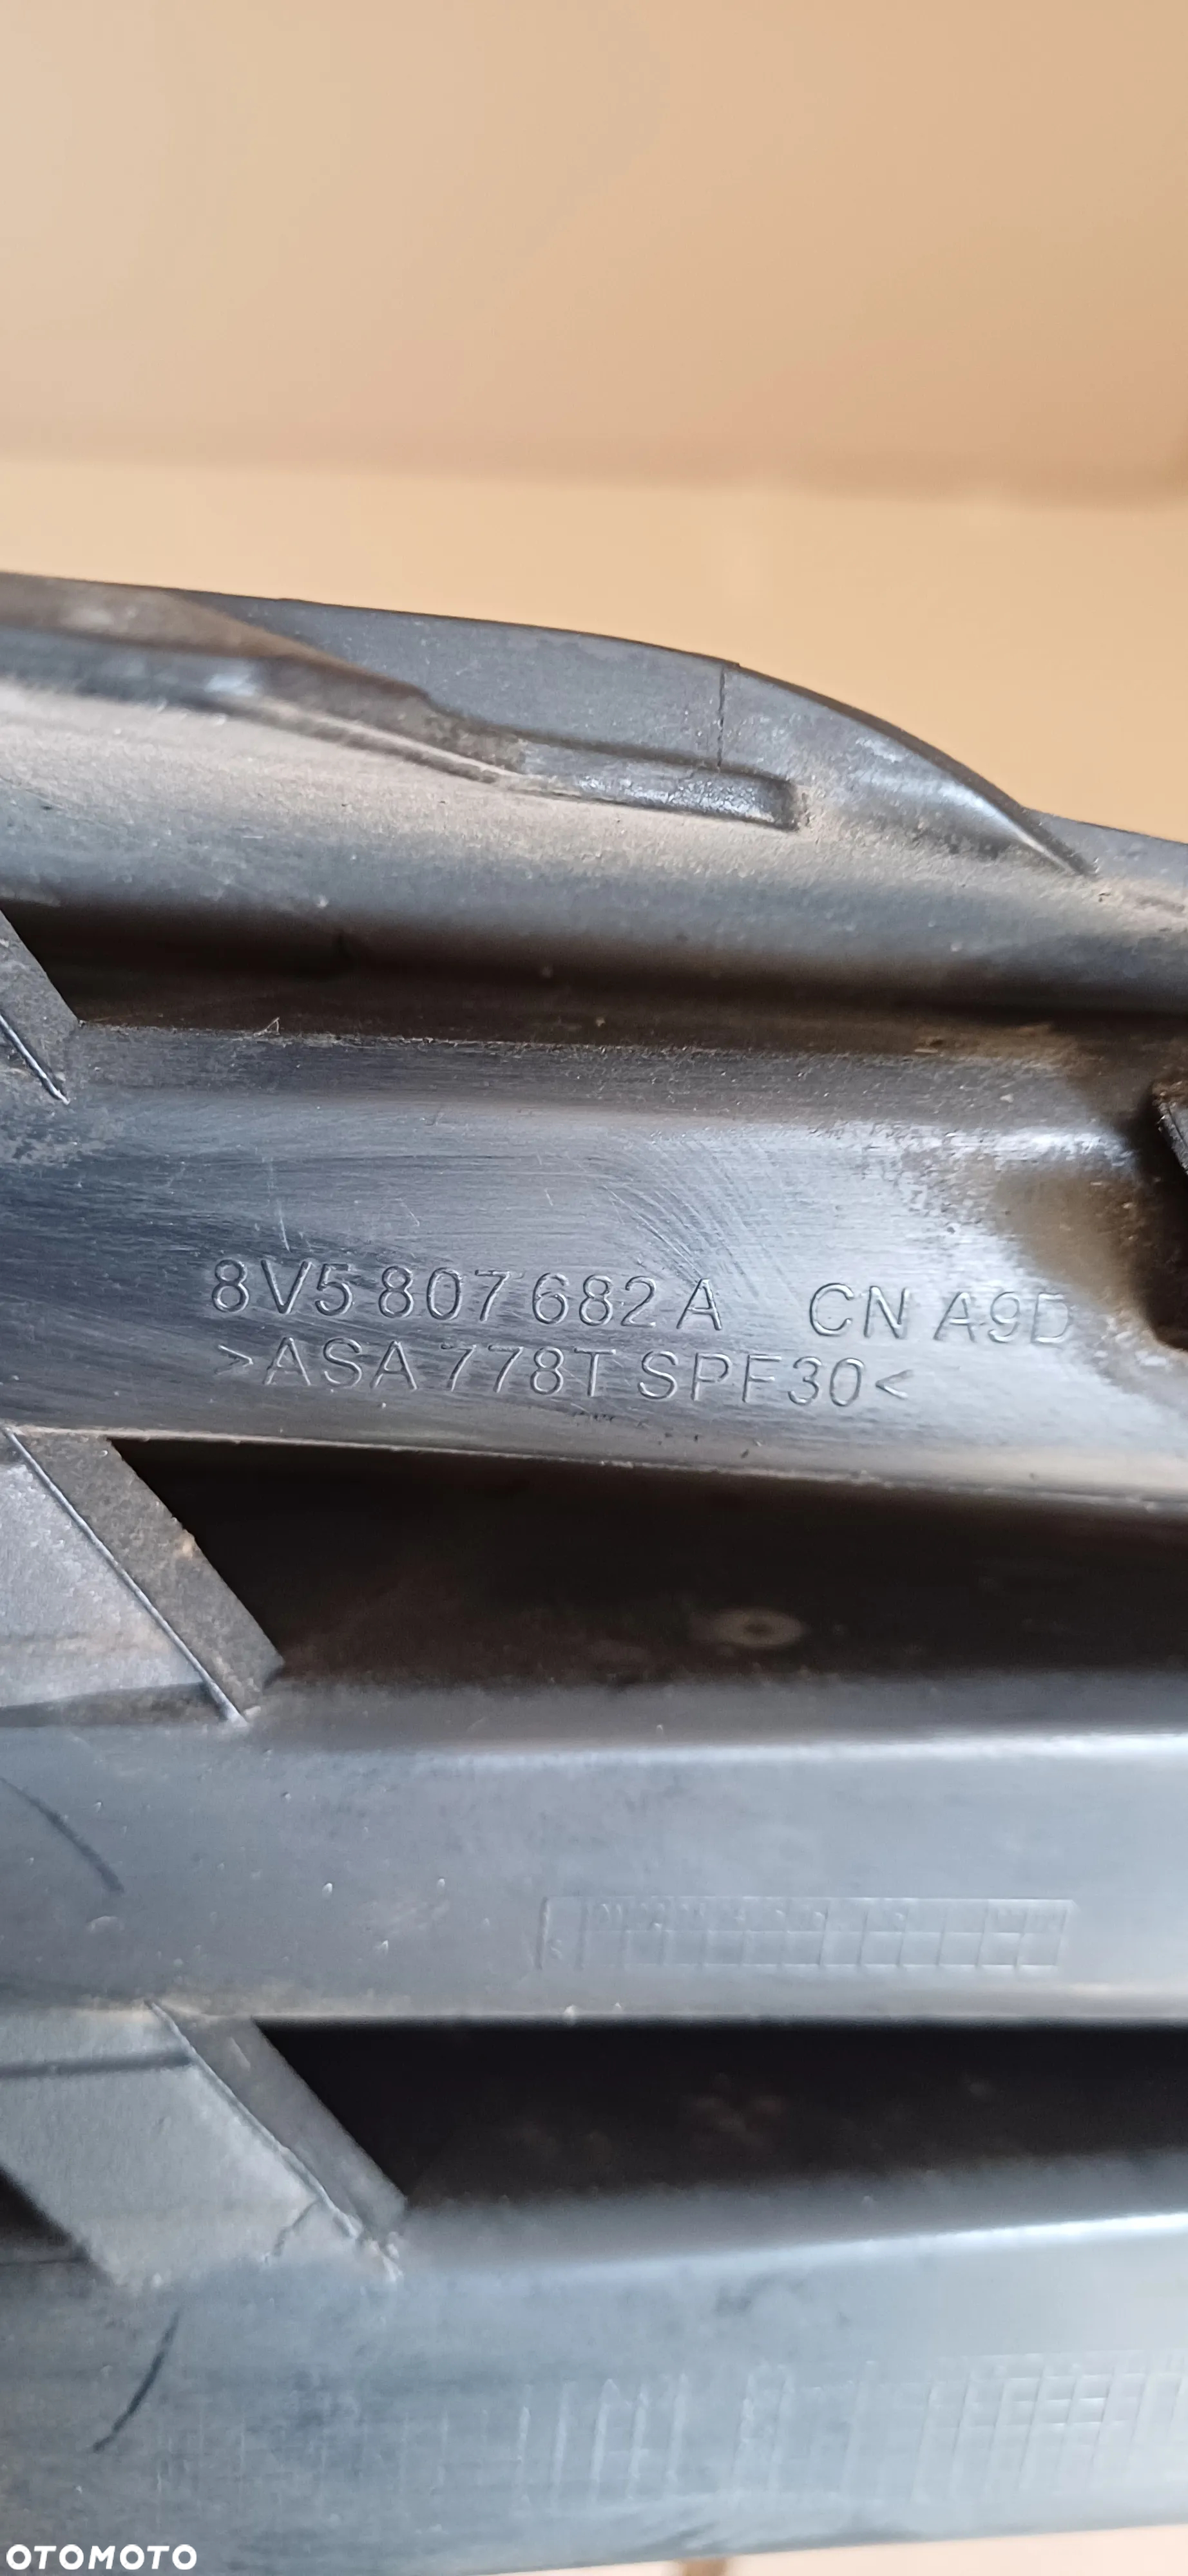 8V5 807 682 A CN A9D
>ASA 778T SPF30<
OTOMOTO